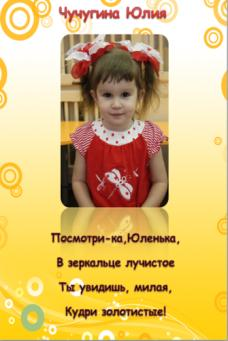 Чучугина Юлия
Посмотри-ка,Юленька,
В зеркальце лучистое
Ты увидишь, милая,
Кудри золотистые!